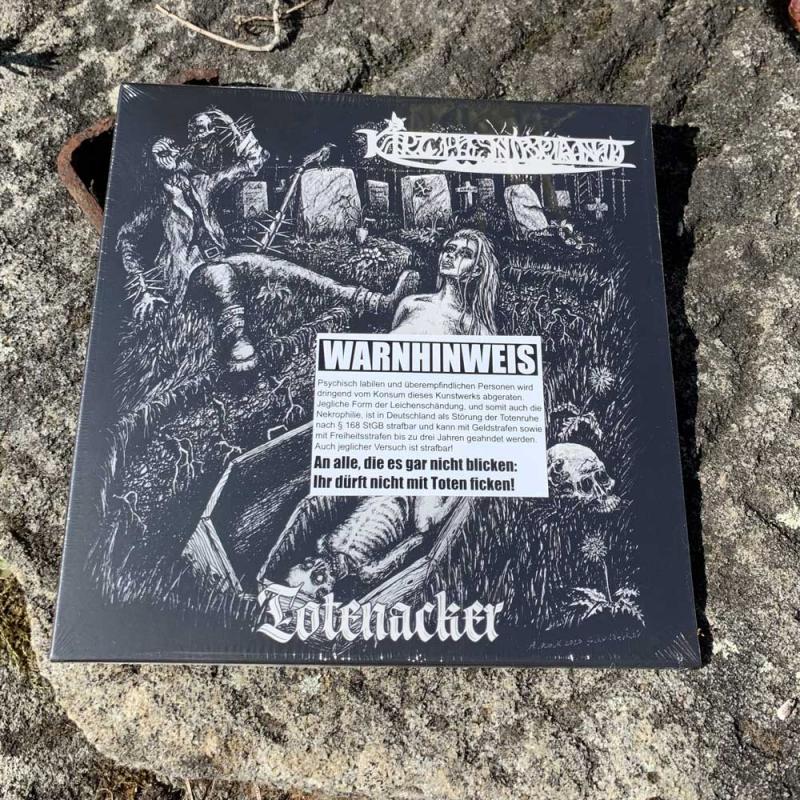 KIRCHENBRAND
WARNHINWEIS
Psychisch labilen und überempfindlichen Personen wird
dringend vom Konsum dieses Kunstwerks abgeraten.
Jegliche Form der Leichenschändung, und somit auch die
Nekrophilie, ist in Deutschland als Störung der Totenruhe
nach § 168 StGB strafbar und kann mit Geldstrafen sowie
mit Freiheitsstrafen bis zu drei Jahren geahndet werden.
Auch jeglicher Versuch ist strafbar!
An alle, die es gar nicht blicken:
Ihr dürft nicht mit Toten ficken!
Totenacker